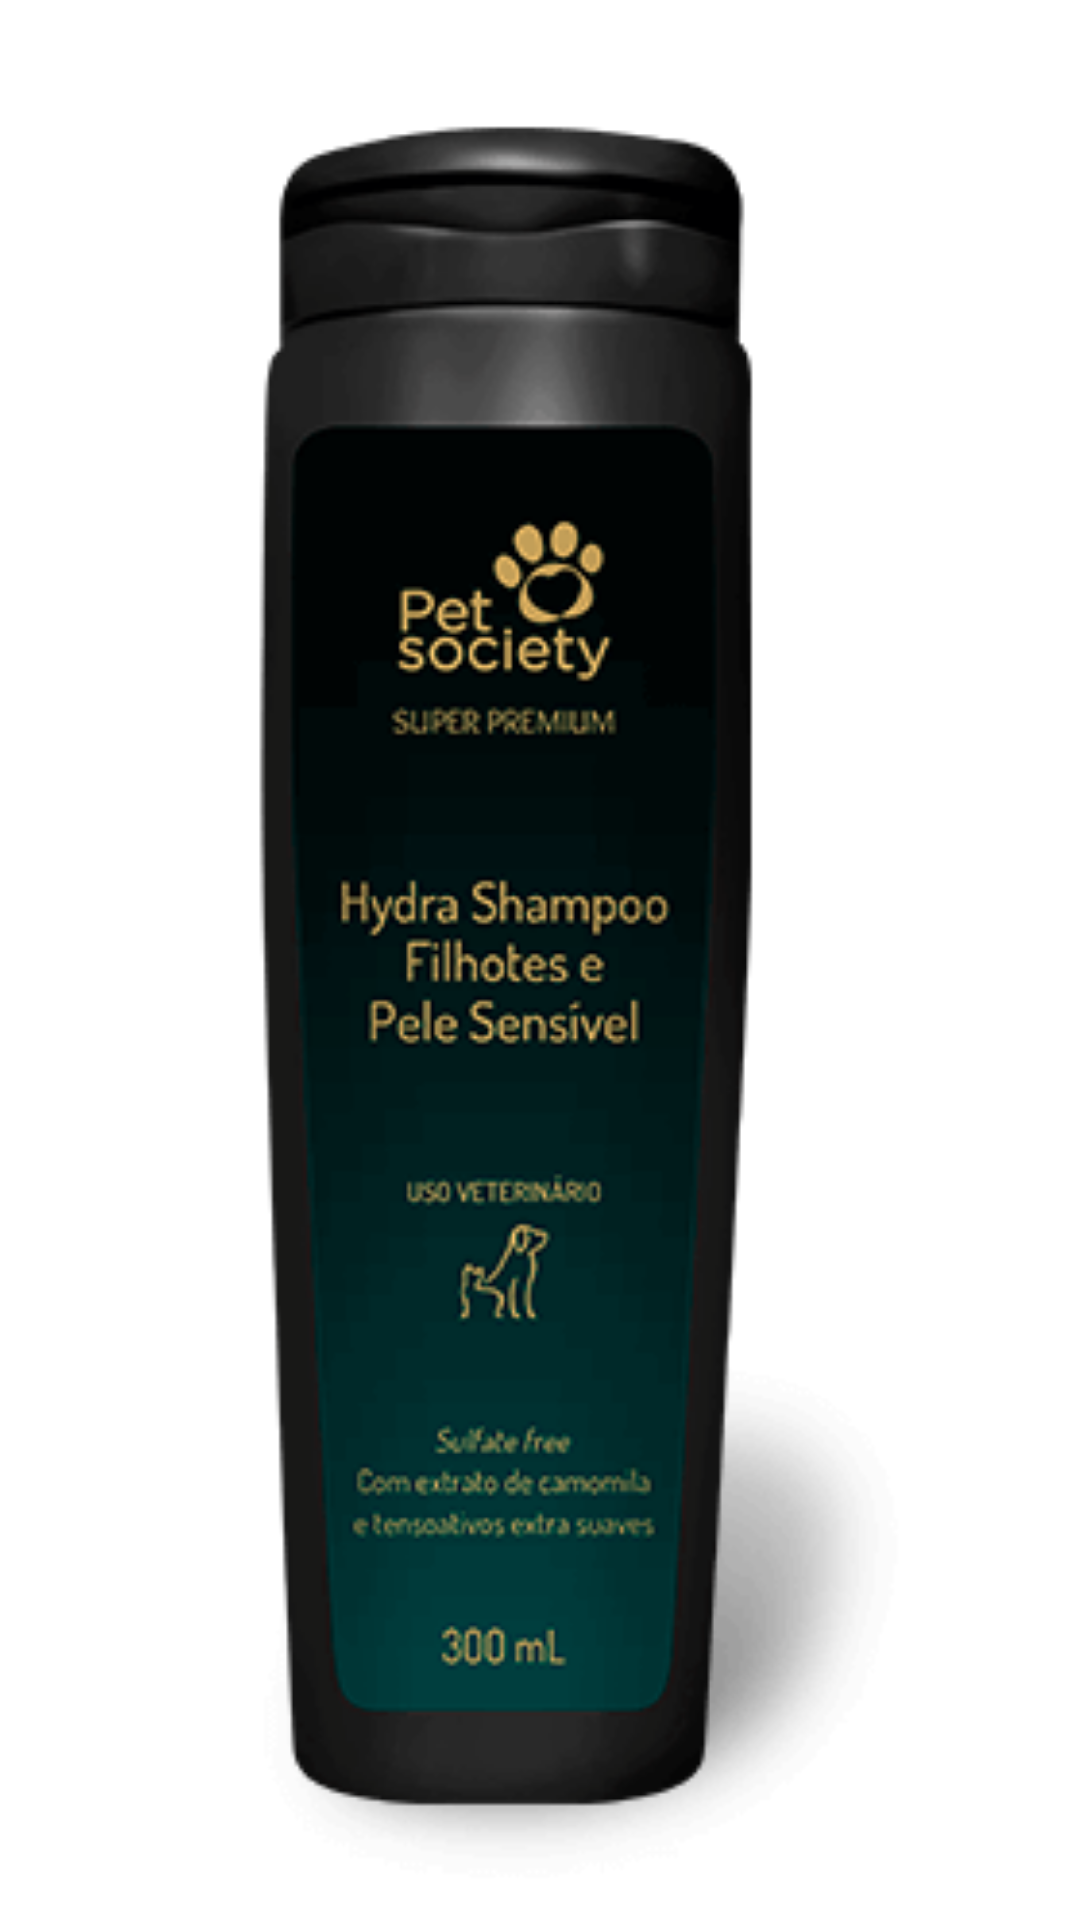 Pet
society
SUPER PREMIUM
Hydra Shampoo
Filhotes e
Pele Sensível
USO VETERINÁRIO
Sulfate free
Com extrato de camomila
e tensoativos extra suaves
300 mL